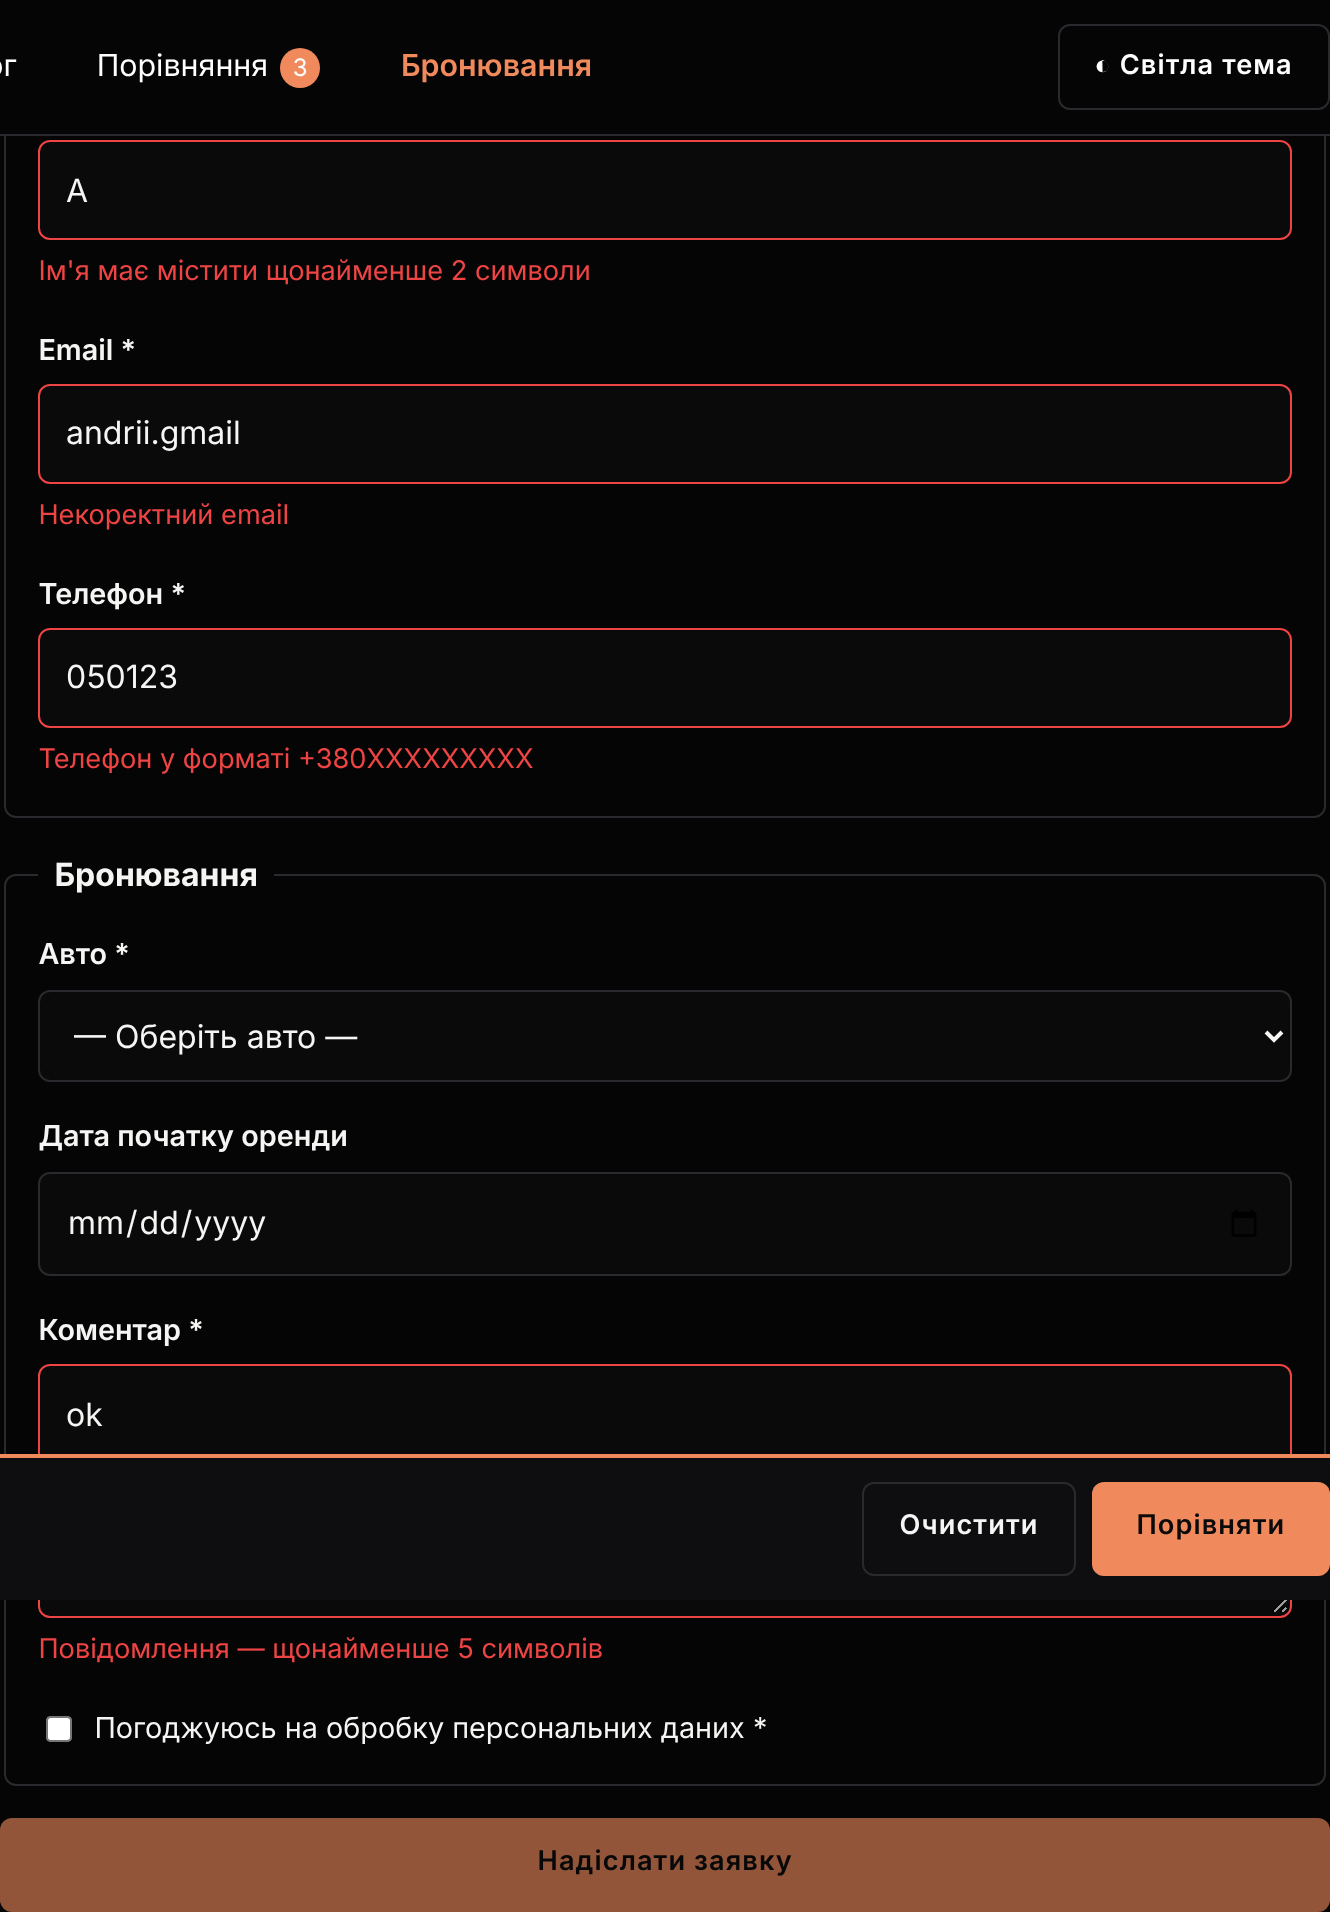 ог Порівняння 3 Бронювання Світла тема
A
Ім'я має містити щонайменше 2 символи
Email *
andrii.gmail
Некоректний email
Телефон *
050123
Телефон у форматі +380XXXXXXXXX
Бронювання
Авто *
— Оберіть авто —
Дата початку оренди
mm/dd/yyyy
Коментар *
ok
Очистити Порівняти
Повідомлення — щонайменше 5 символів
Погоджуюсь на обробку персональних даних *
Надіслати заявку